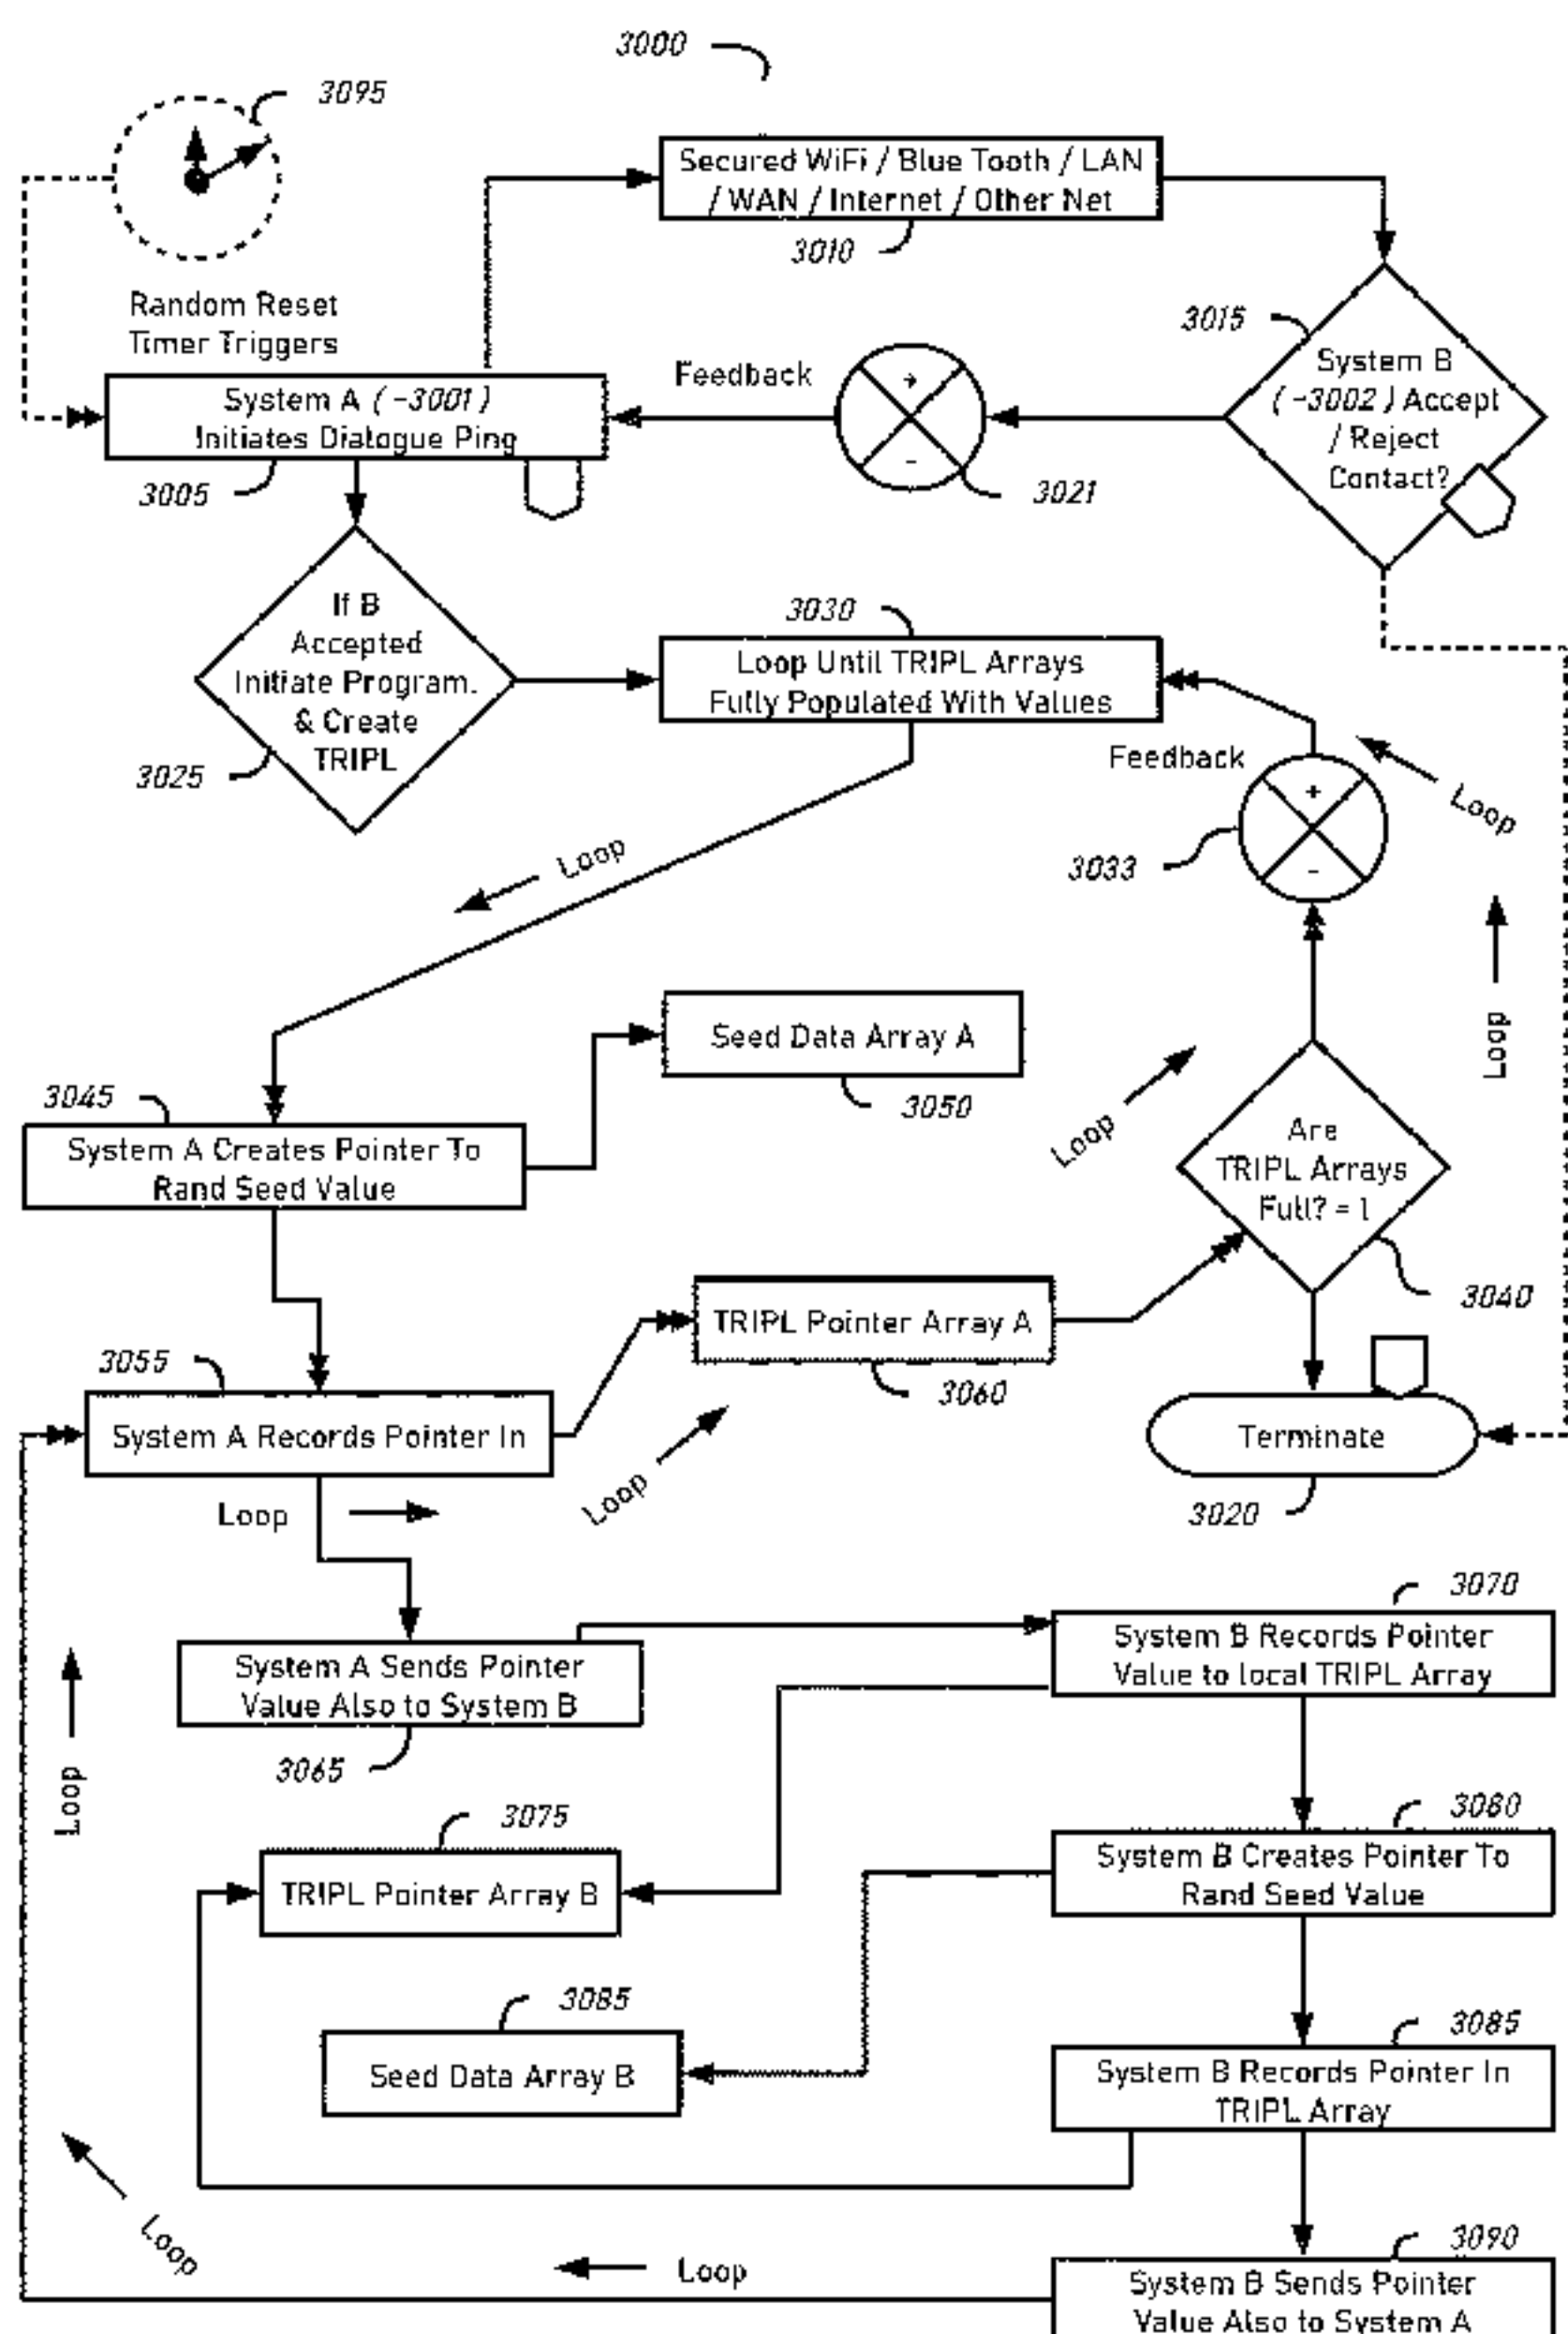 3000
3095
Secured WiFi / Blue Tooth / LAN
/ WAN / Internet / Other Net
3010
Random Reset
Timer Triggers
3015
System B
(-3002) Accept
/ Reject
Contact?
Feedback
+
-
3021
System A (-3001)
Initiates Dialogue Ping
3005
If B
Accepted
Initiate Program.
& Create
TRIPL
3025
3030
Loop Until TRIPL Arrays
Fully Populated With Values
Feedback
+
-
3033
Loop
Loop
Loop
Seed Data Array A
3050
3045
System A Creates Pointer To
Rand Seed Value
Loop
Are
TRIPL Arrays
Full? = 1
3040
TRIPL Pointer Array A
3060
3055
System A Records Pointer In
Loop
Loop
Terminate
3020
3070
System B Records Pointer
Value to local TRIPL Array
System A Sends Pointer
Value Also to System B
3065
Loop
3075
TRIPL Pointer Array B
3080
System B Creates Pointer To
Rand Seed Value
3085
Seed Data Array B
3085
System B Records Pointer In
TRIPL Array
Loop
Loop
3090
System B Sends Pointer
Value Also to System A